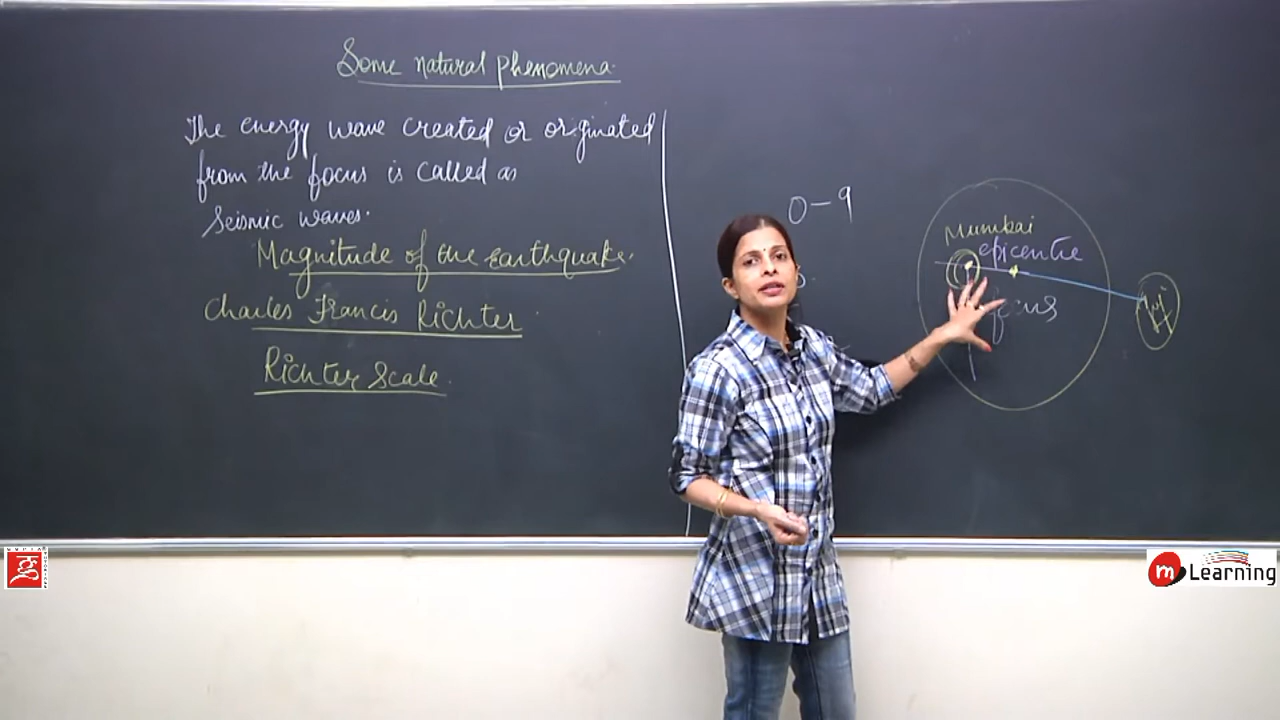 Some natural phenomena
The energy wave created or originated
from the focus is called as
seismic waves.
Magnitude of the earthquake.
Charles Francis Richter
Richter Scale.
0 – 9
Mumbai
epicentre
focus
m Learning